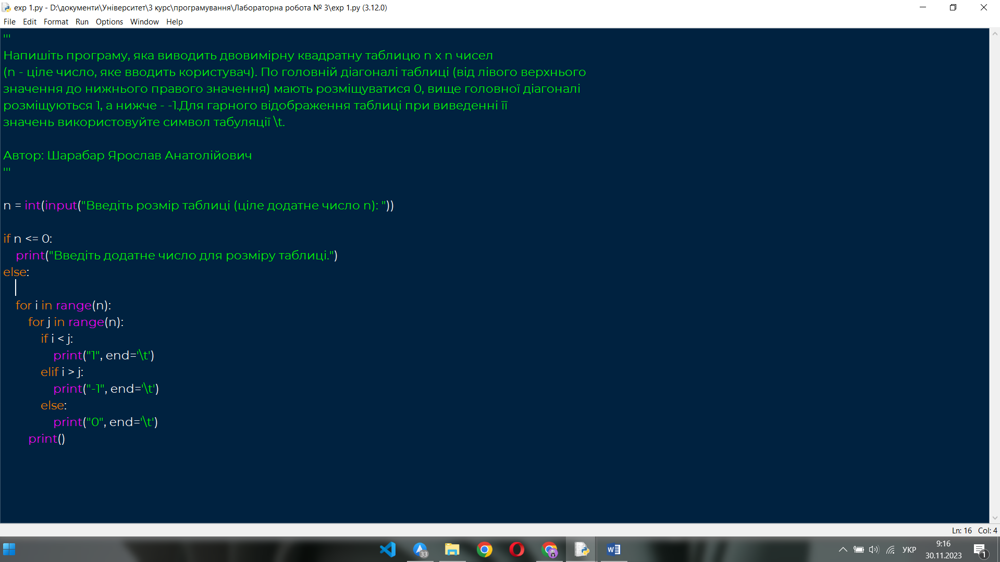 exp 1.py - D:\документи\Університет\3 курс\програмування\Лабораторна робота № 3\exp 1.py (3.12.0)
File Edit Format Run Options Window Help
'''
Напишіть програму, яка виводить двовимірну квадратну таблицю n x n чисел
(n - ціле число, яке вводить користувач). По головній діагоналі таблиці (від лівого верхнього
значення до нижнього правого значення) мають розміщуватися 0, вище головної діагоналі
розміщуються 1, а нижче - -1.Для гарного відображення таблиці при виведенні її
значень використовуйте символ табуляції \t.
Автор: Шарабар Ярослав Анатолійович
'''
n = int(input("Введіть розмір таблиці (ціле додатне число n): "))
if n <= 0:
    print("Введіть додатне число для розміру таблиці.")
else:
    for i in range(n):
        for j in range(n):
            if i < j:
                print("1", end='\t')
            elif i > j:
                print("-1", end='\t')
            else:
                print("0", end='\t')
        print()
Ln: 16 Col: 4
33
W
УКР
9:16
30.11.2023
1